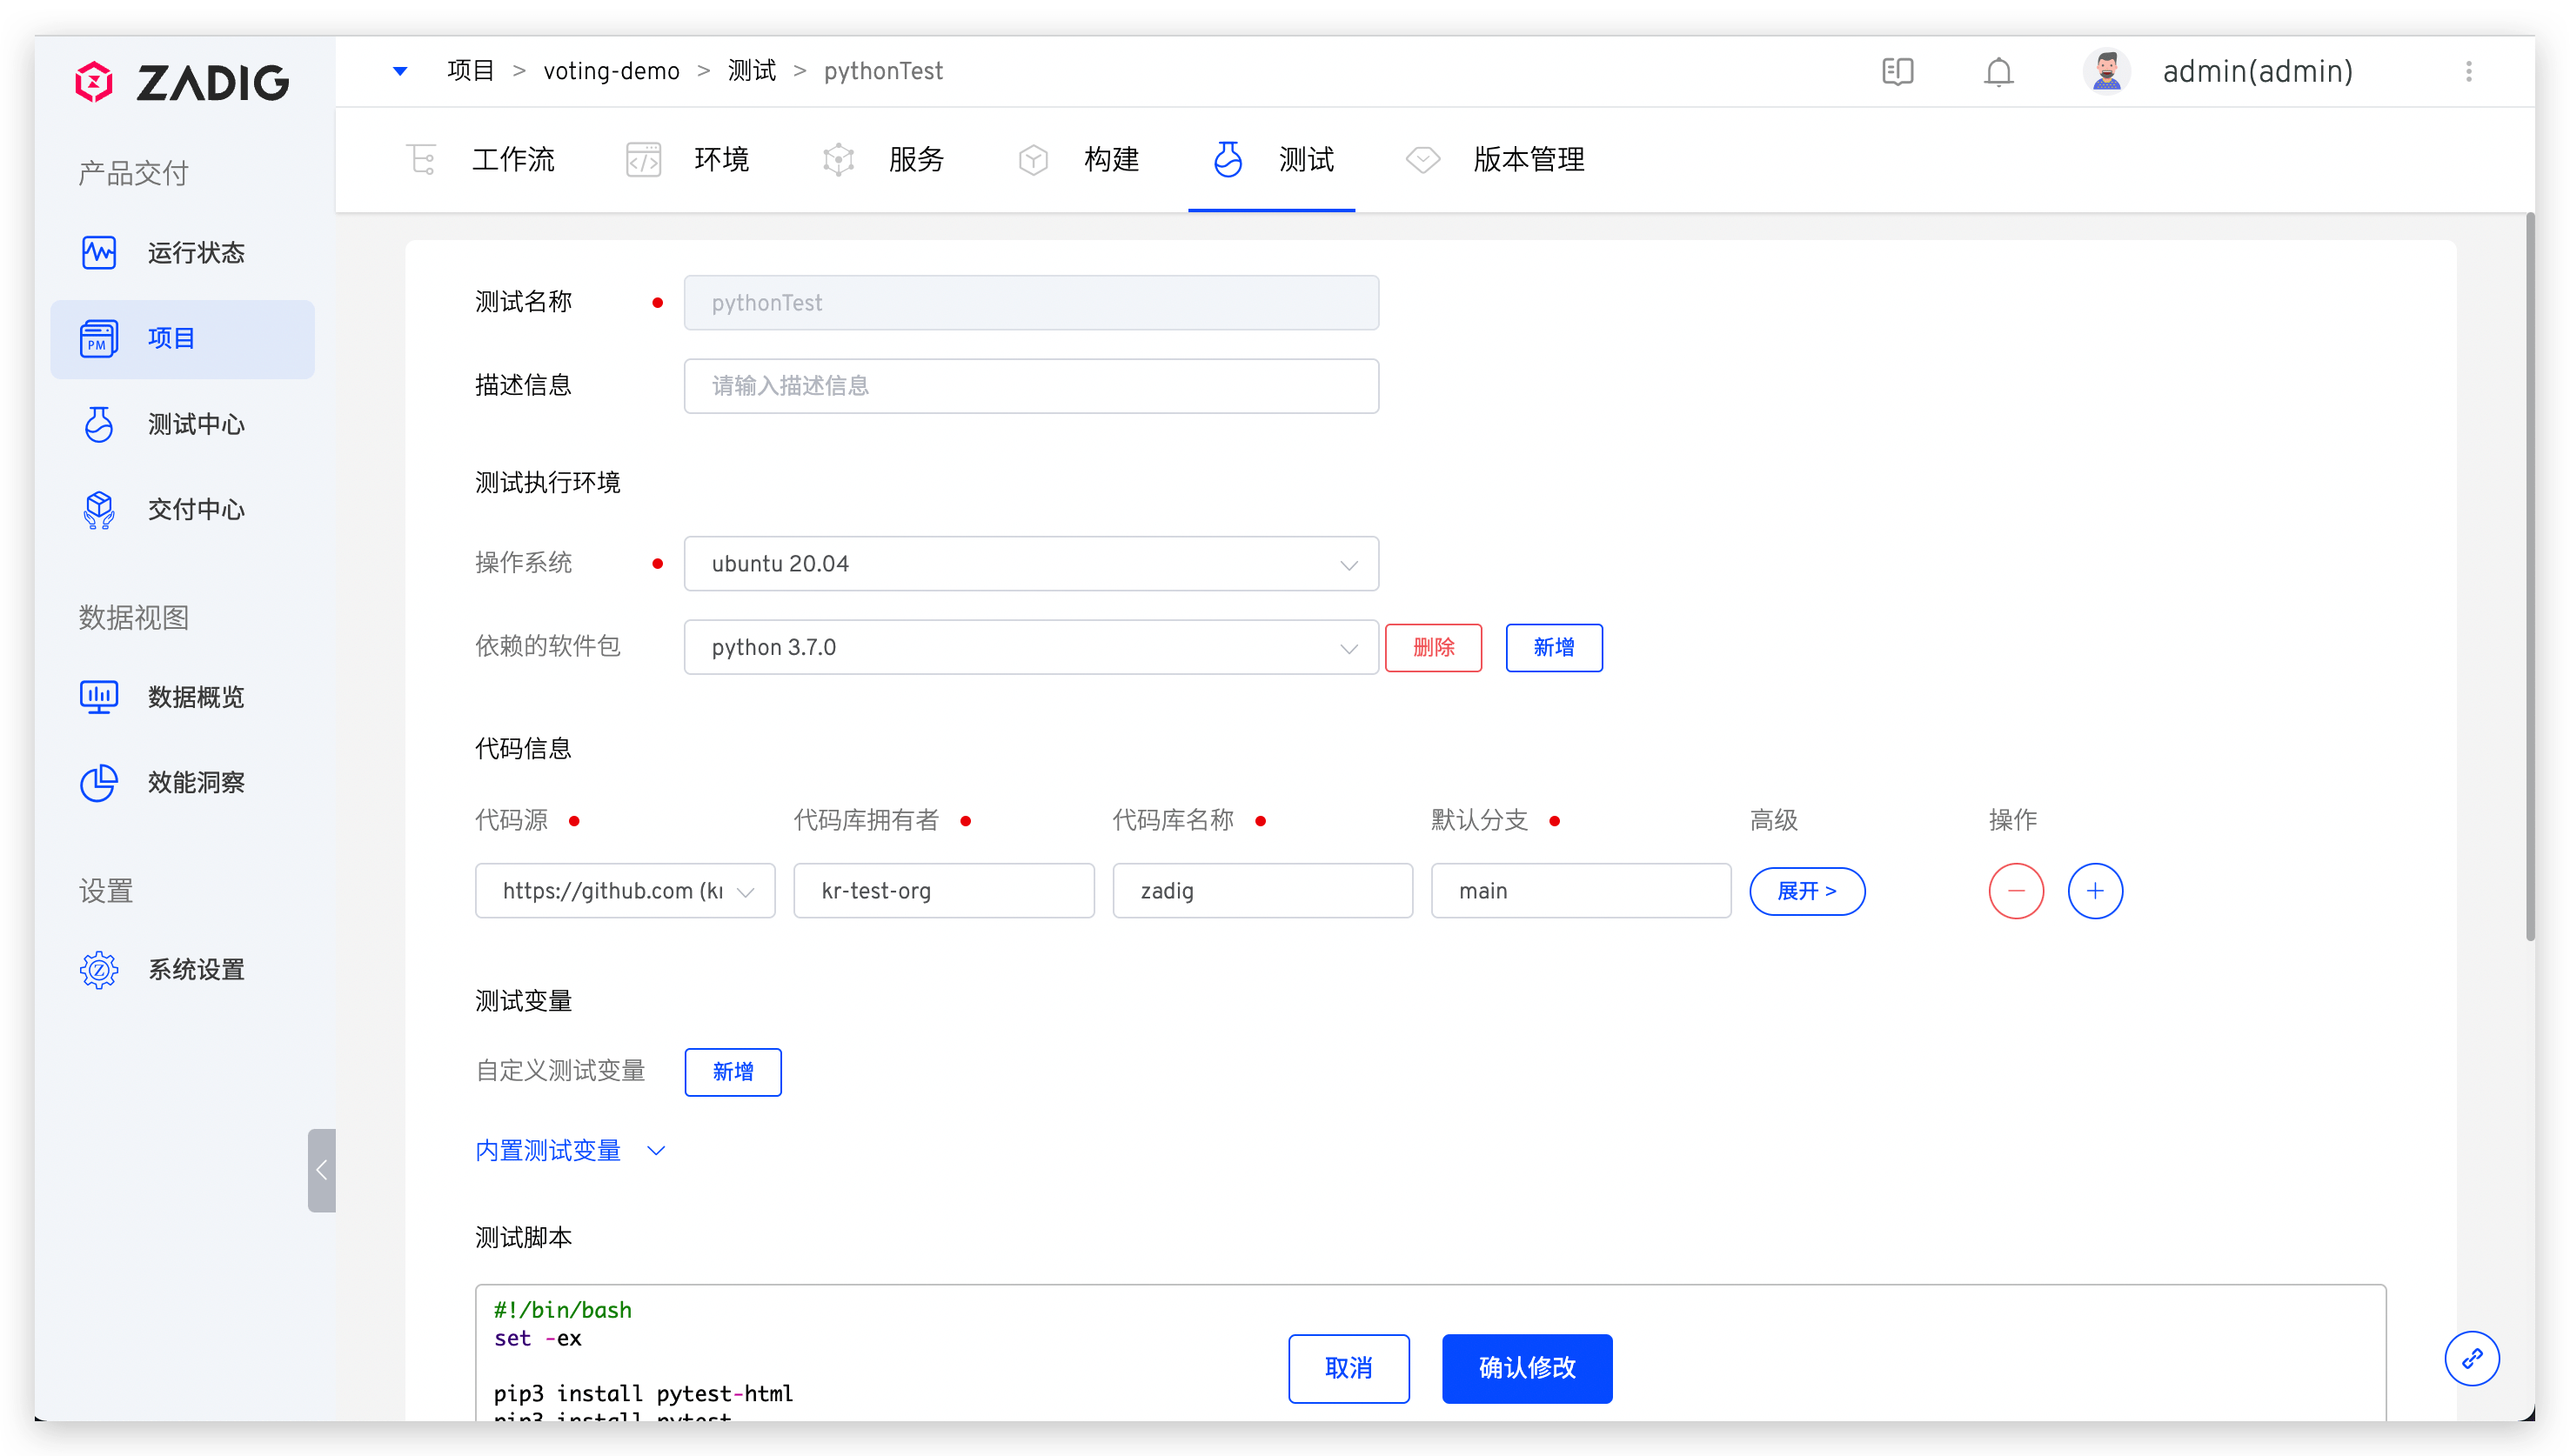 ZADIG
项目 > voting-demo > 测试 > pythonTest
admin(admin)
产品交付
运行状态
PM
项目
测试中心
交付中心
数据视图
数据概览
效能洞察
设置
系统设置
工作流
环境
服务
构建
测试
版本管理
测试名称
pythonTest
描述信息
请输入描述信息
测试执行环境
操作系统
ubuntu 20.04
依赖的软件包
python 3.7.0
删除
新增
代码信息
代码源
代码库拥有者
代码库名称
默认分支
高级
操作
https://github.com (kr
kr-test-org
zadig
main
展开 >
测试变量
自定义测试变量
新增
内置测试变量
测试脚本
#!/bin/bash
set -ex
pip3 install pytest-html
pip3 install pytest
取消
确认修改